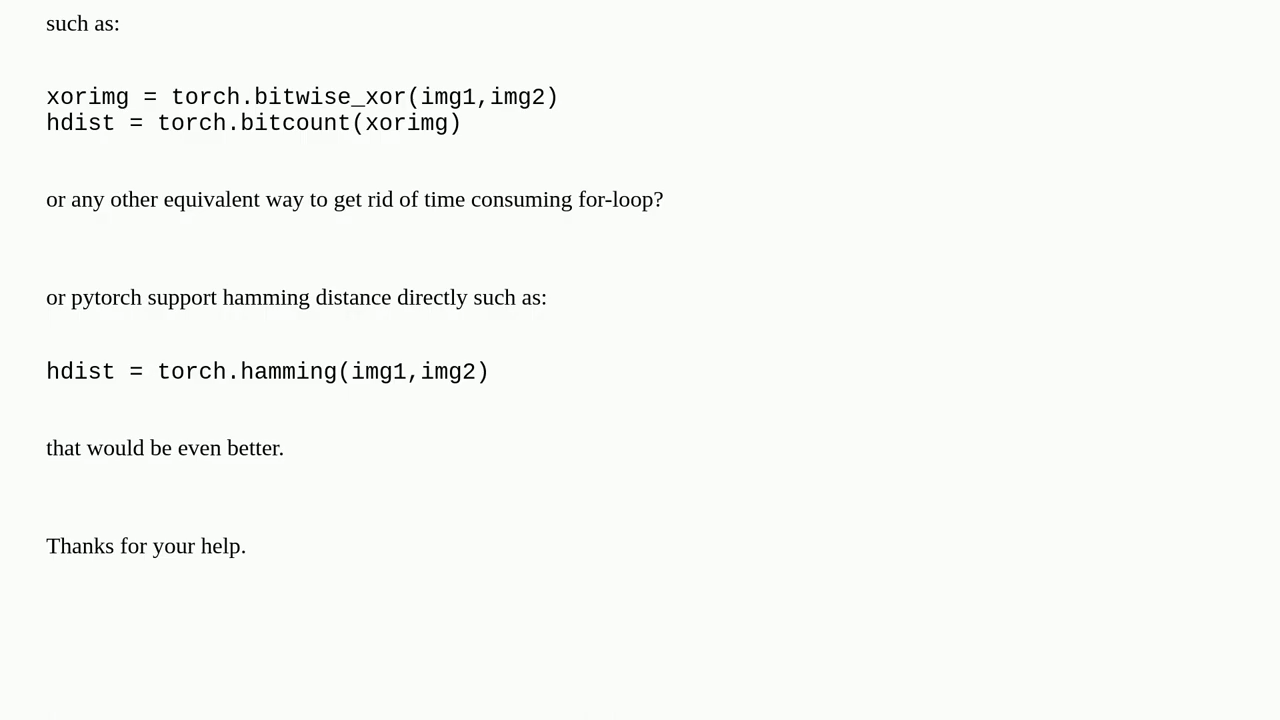 such as:
xorimg = torch.bitwise_xor(img1,img2)
hdist = torch.bitcount(xorimg)
or any other equivalent way to get rid of time consuming for-loop?
or pytorch support hamming distance directly such as:
hdist = torch.hamming(img1,img2)
that would be even better.
Thanks for your help.